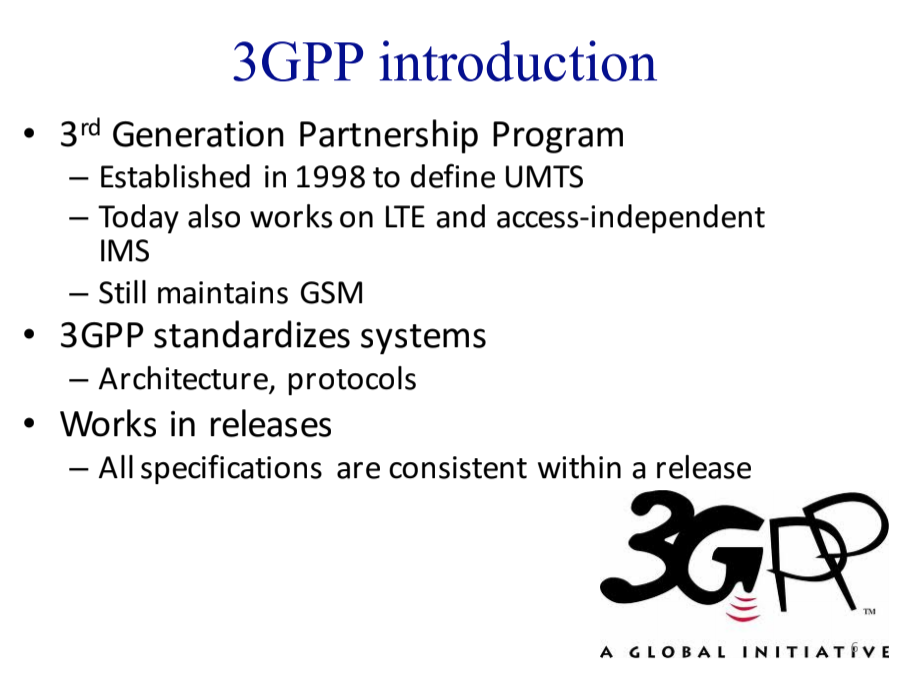 3GPP introduction
• 3rd Generation Partnership Program
– Established in 1998 to define UMTS
– Today also works on LTE and access-independent
IMS
– Still maintains GSM
• 3GPP standardizes systems
– Architecture, protocols
• Works in releases
– All specifications are consistent within a release
3GPP TM
A GLOBAL INITIATIVE
6